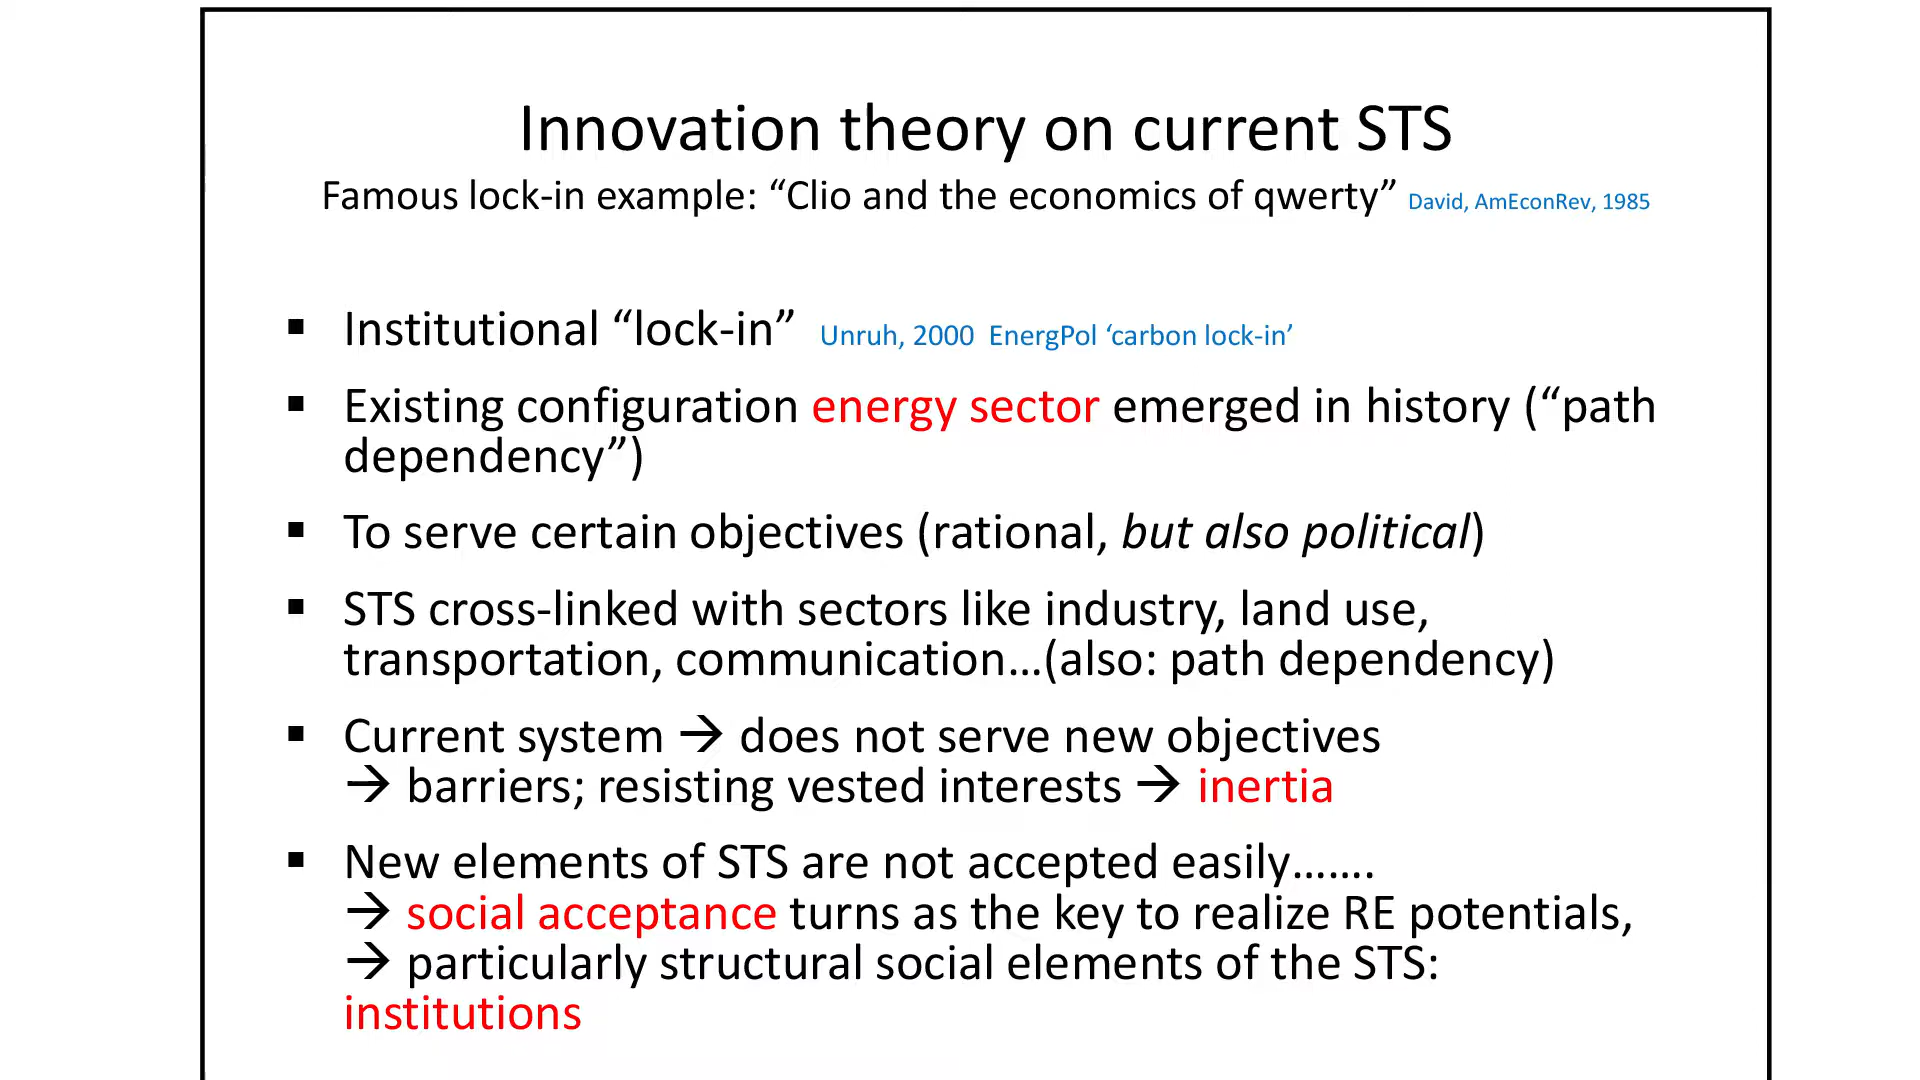 Innovation theory on current STS
Famous lock-in example: “Clio and the economics of qwerty” David, AmEconRev, 1985
▪ Institutional “lock-in” Unruh, 2000 EnergPol ‘carbon lock-in’
▪ Existing configuration energy sector emerged in history (“path
dependency”)
▪ To serve certain objectives (rational, but also political)
▪ STS cross-linked with sectors like industry, land use,
transportation, communication…(also: path dependency)
▪ Current system → does not serve new objectives
→ barriers; resisting vested interests → inertia
▪ New elements of STS are not accepted easily…….
→ social acceptance turns as the key to realize RE potentials,
→ particularly structural social elements of the STS:
institutions